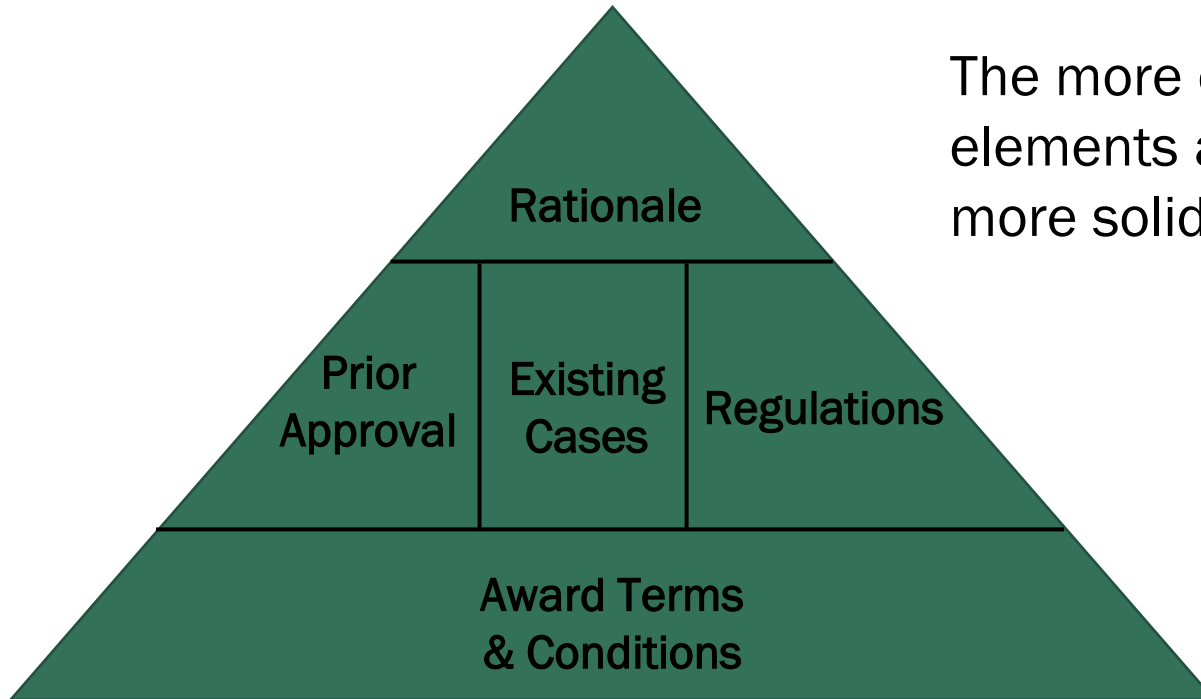 The more
elements
more solid
Rationale
Prior
Approval
Existing
Cases
Regulations
Award Terms
& Conditions